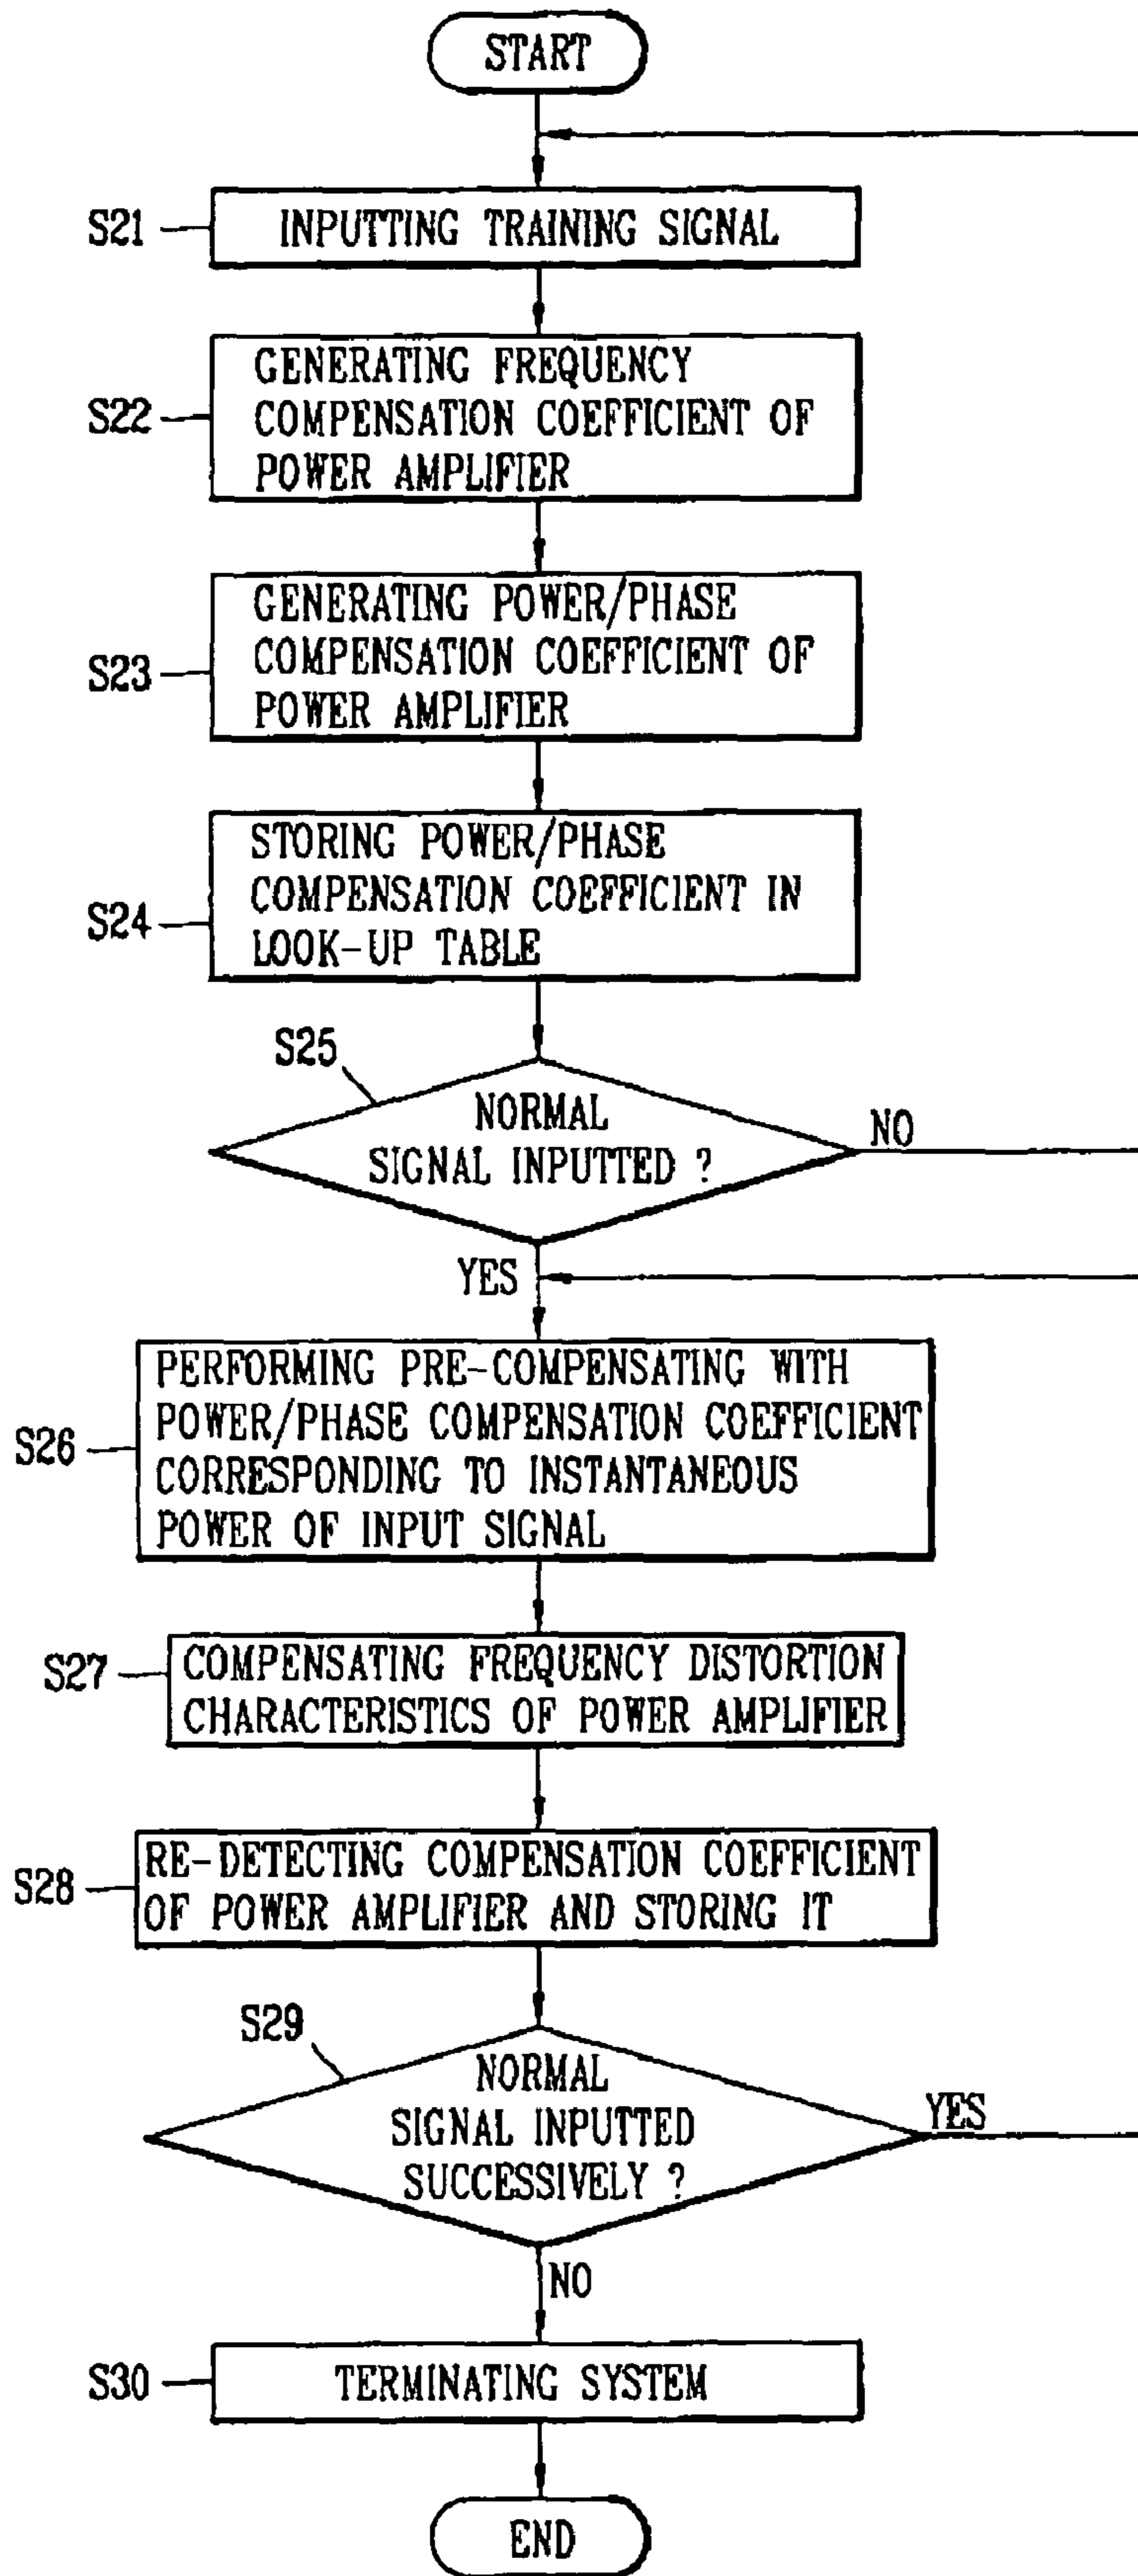 START
S21
INPUTTING TRAINING SIGNAL
S22
GENERATING FREQUENCY
COMPENSATION COEFFICIENT OF
POWER AMPLIFIER
S23
GENERATING POWER/PHASE
COMPENSATION COEFFICIENT OF
POWER AMPLIFIER
S24
STORING POWER/PHASE
COMPENSATION COEFFICIENT IN
LOOK-UP TABLE
S25
NORMAL
SIGNAL INPUTTED ?
NO
YES
S26
PERFORMING PRE-COMPENSATING WITH
POWER/PHASE COMPENSATION COEFFICIENT
CORRESPONDING TO INSTANTANEOUS
POWER OF INPUT SIGNAL
S27
COMPENSATING FREQUENCY DISTORTION
CHARACTERISTICS OF POWER AMPLIFIER
S28
RE-DETECTING COMPENSATION COEFFICIENT
OF POWER AMPLIFIER AND STORING IT
S29
NORMAL
SIGNAL INPUTTED
SUCCESSIVELY ?
YES
NO
S30
TERMINATING SYSTEM
END